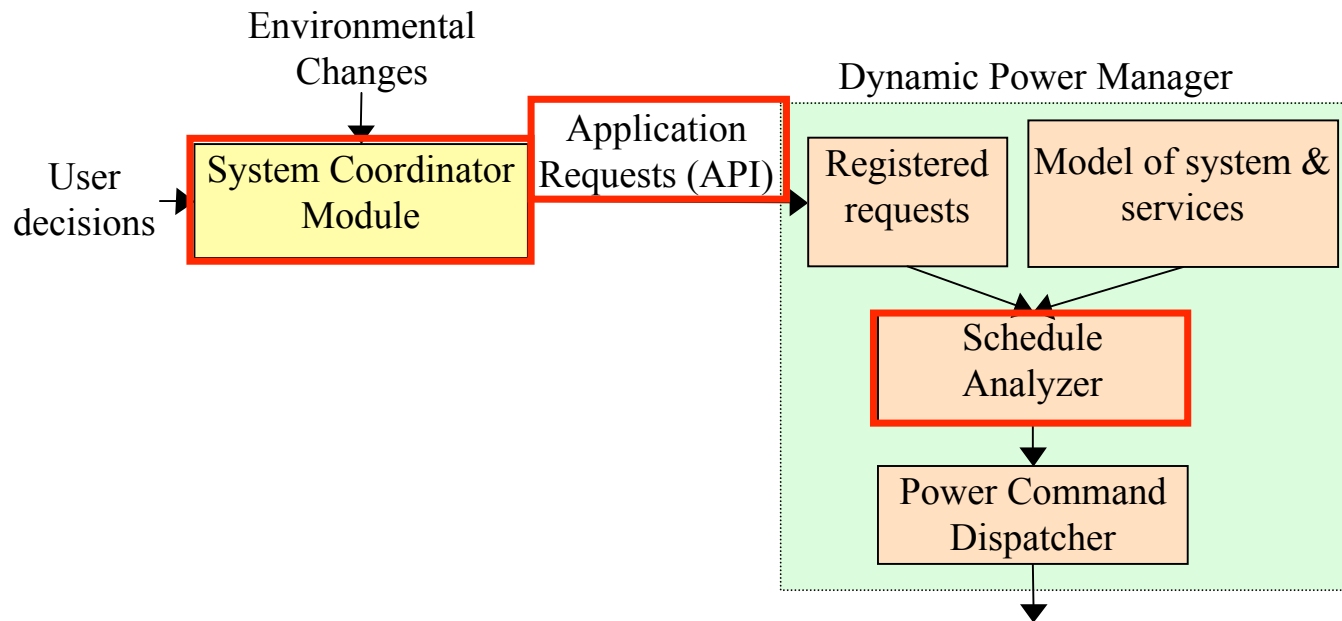 Environmental
Changes
Dynamic Power Manager
User
decisions
System Coordinator
Module
Application
Requests (API)
Registered
requests
Model of system &
services
Schedule
Analyzer
Power Command
Dispatcher